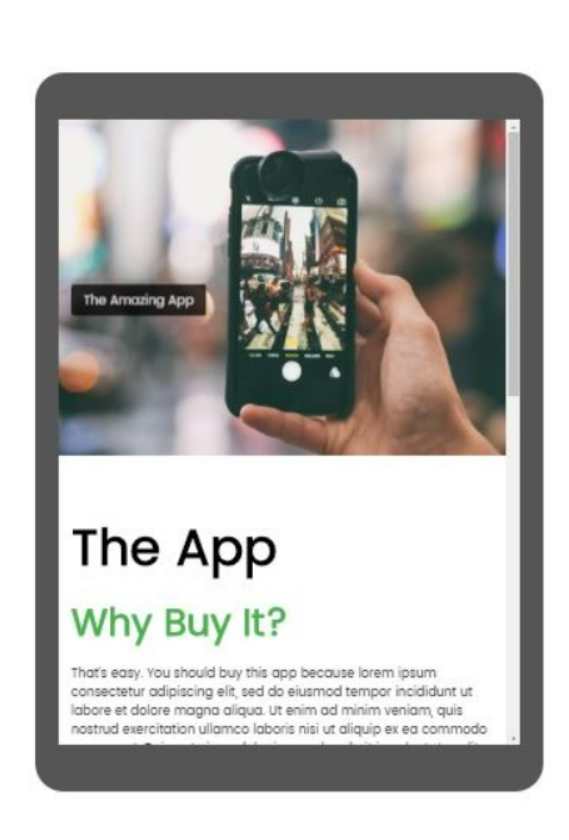 The Amazing App
The App
Why Buy It?
That's easy. You should buy this app because lorem ipsum
consectetur adipiscing elit, sed do eiusmod tempor incididunt ut
labore et dolore magna aliqua. Ut enim ad minim veniam, quis
nostrud exercitation ullamco laboris nisi ut aliquip ex ea commodo